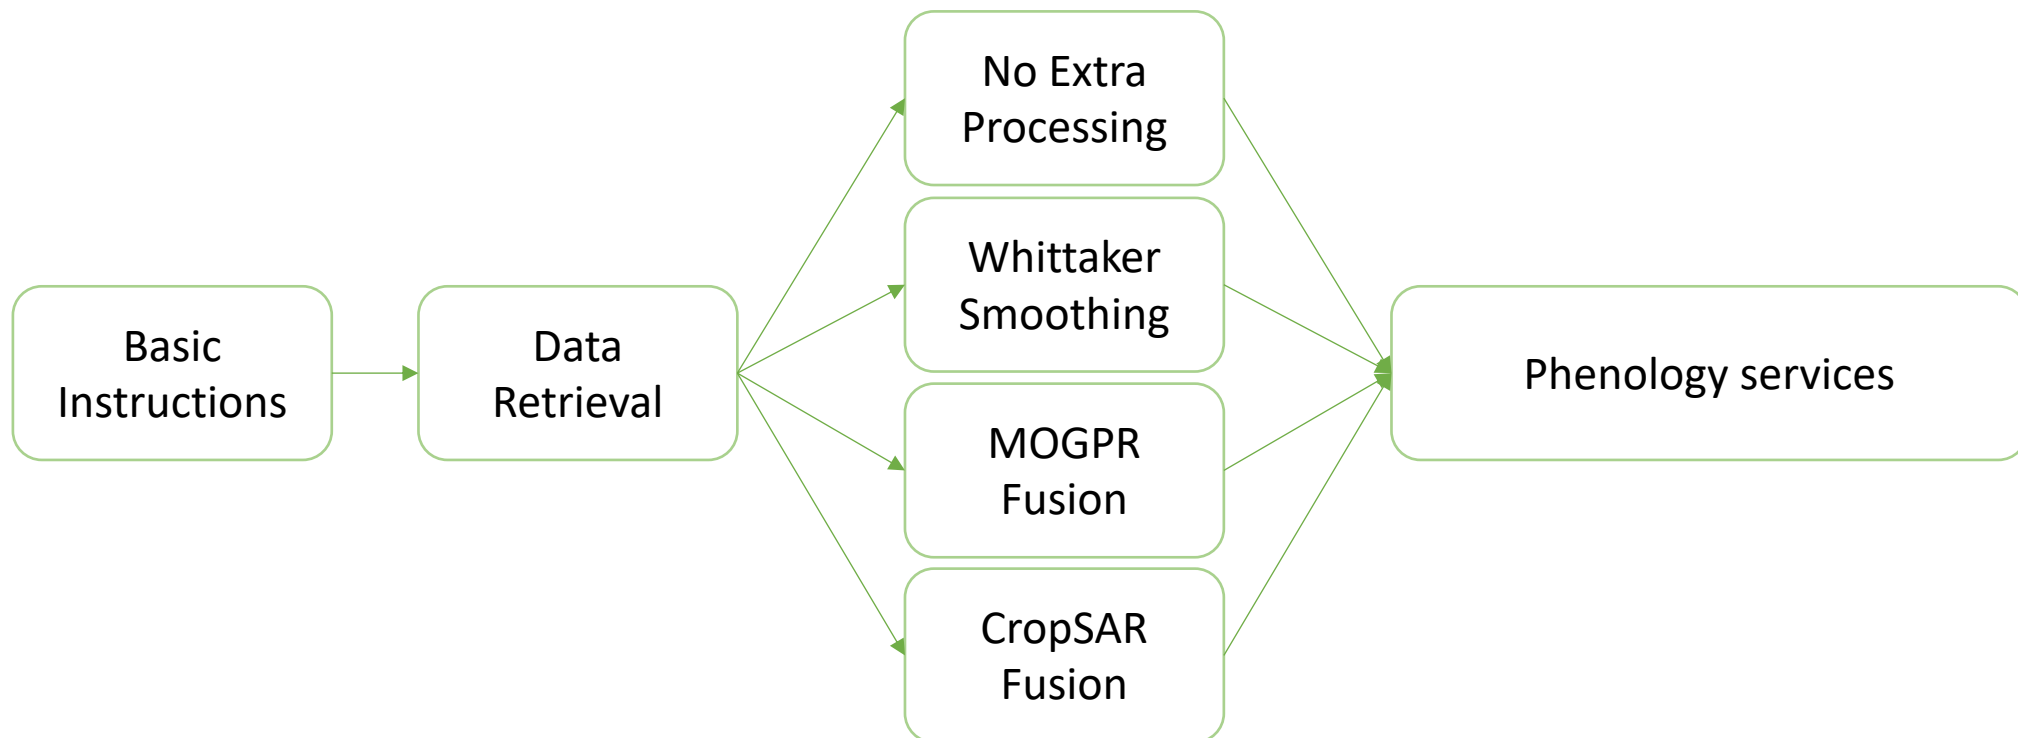 Basic
Instructions
Data
Retrieval
No Extra
Processing
Whittaker
Smoothing
MOGPR
Fusion
CropSAR
Fusion
Phenology services